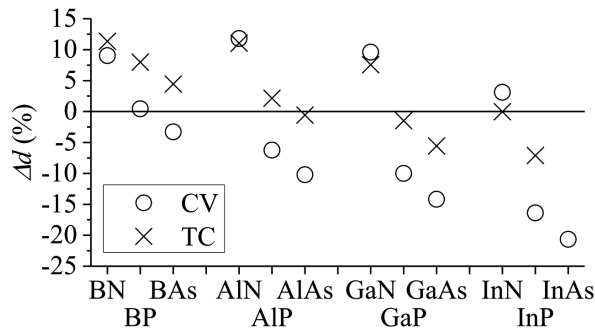 Δd (%)
15
10
5
0
-5
-10
-15
-20
-25
CV
TC
BN BAs AlN AlAs GaN GaAs InN InAs
BP AlP GaP InP